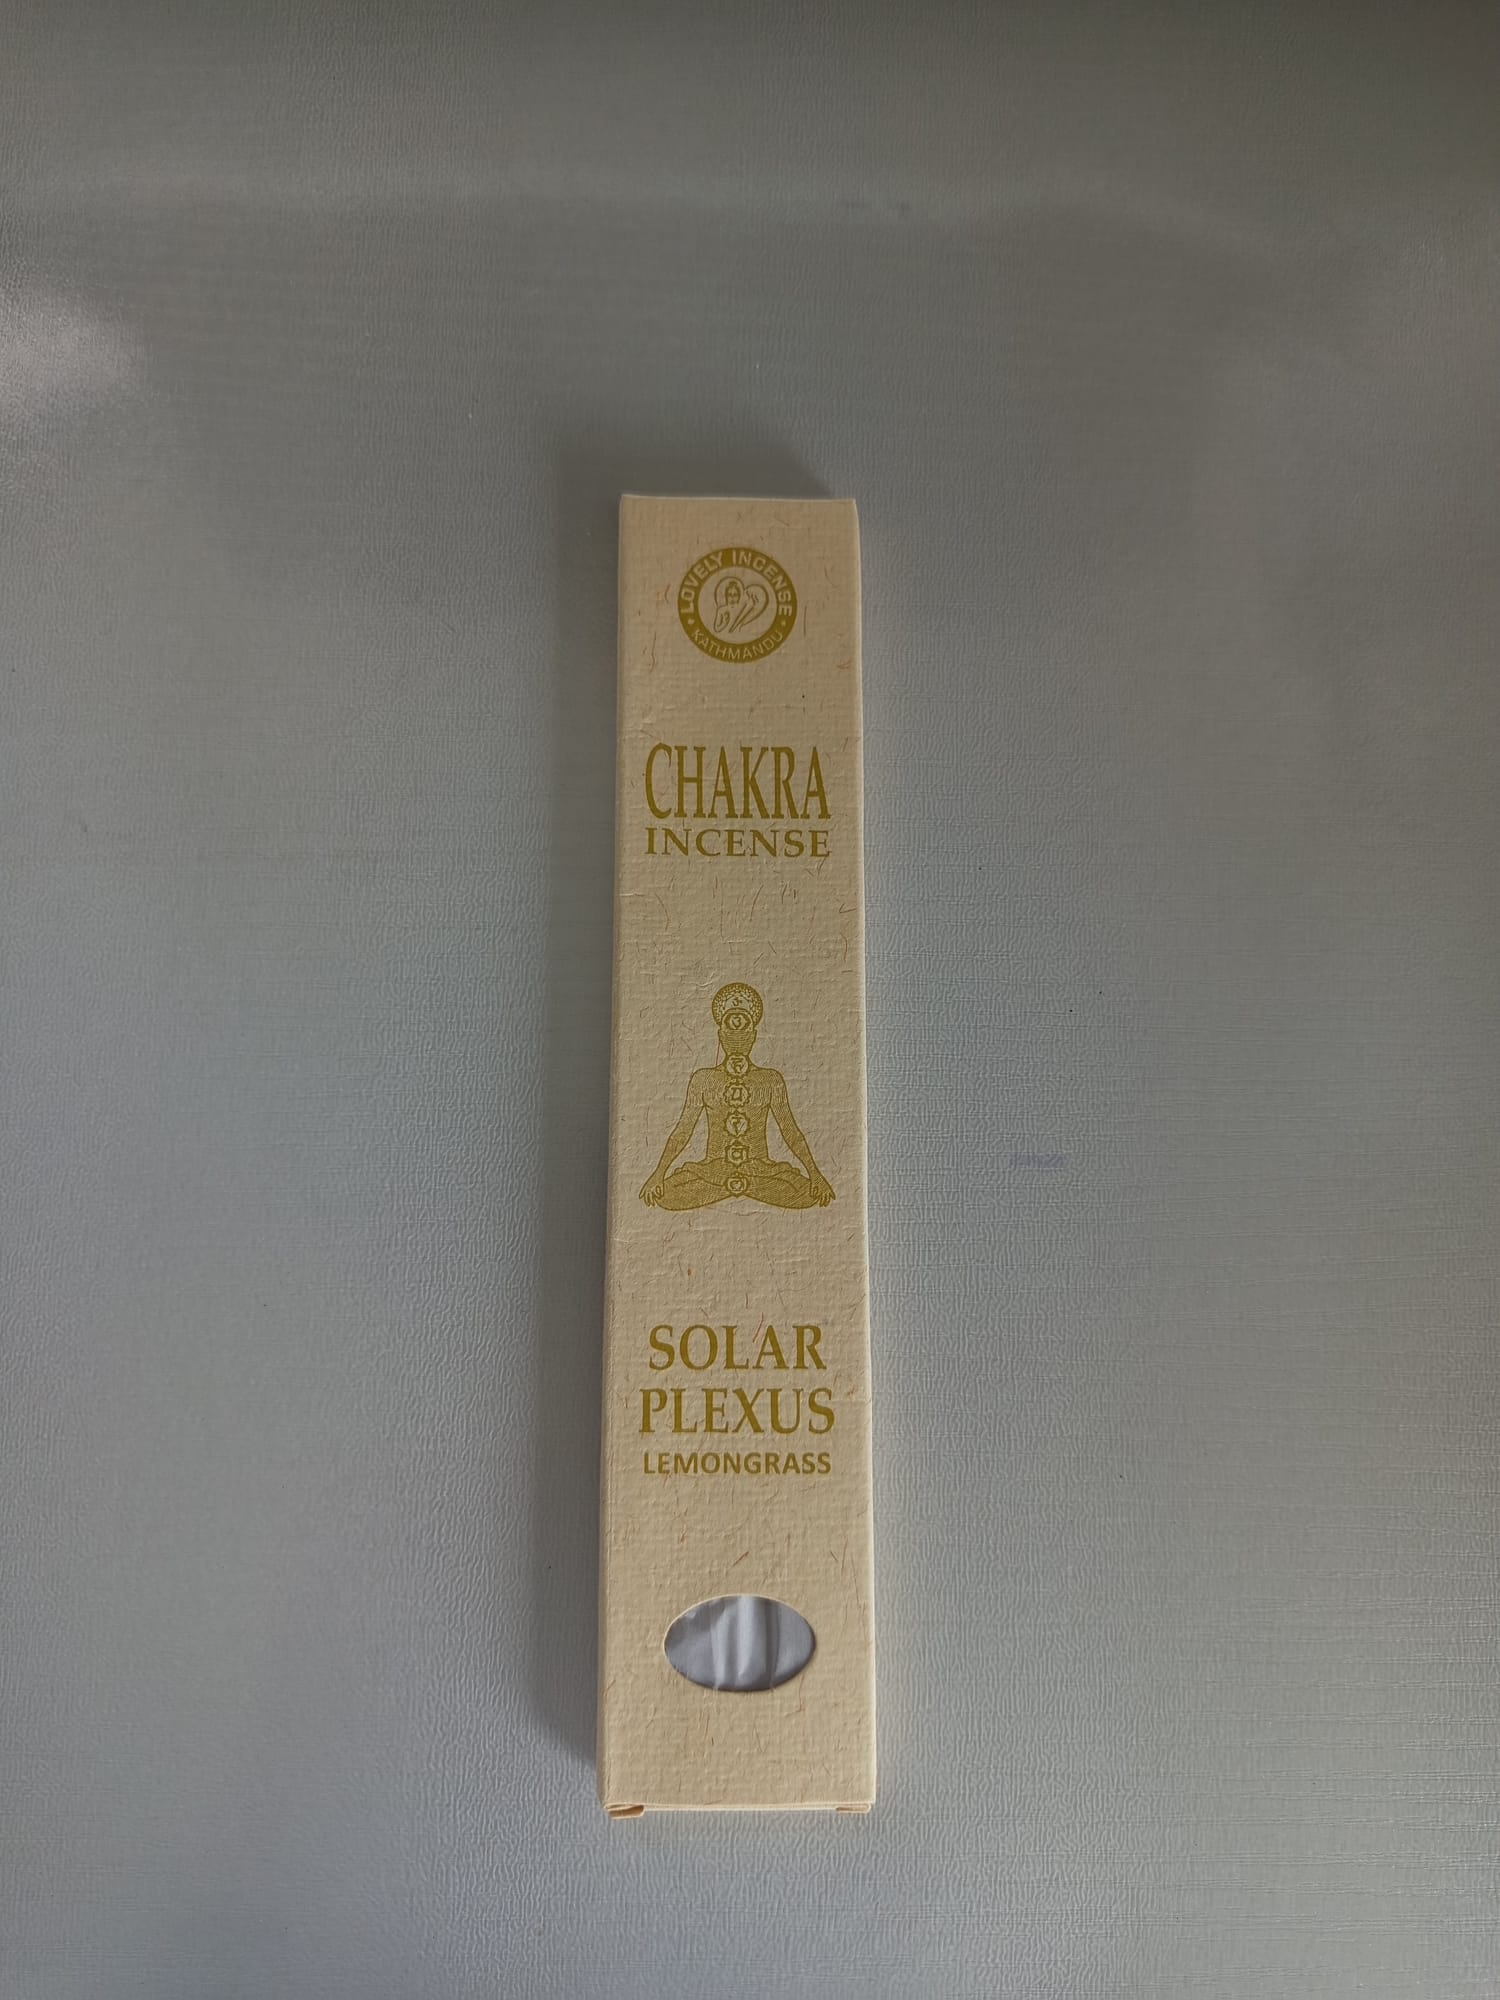 LOVELY INCENSE
KATHMANDU
CHAKRA
INCENSE
SOLAR
PLEXUS
LEMONGRASS